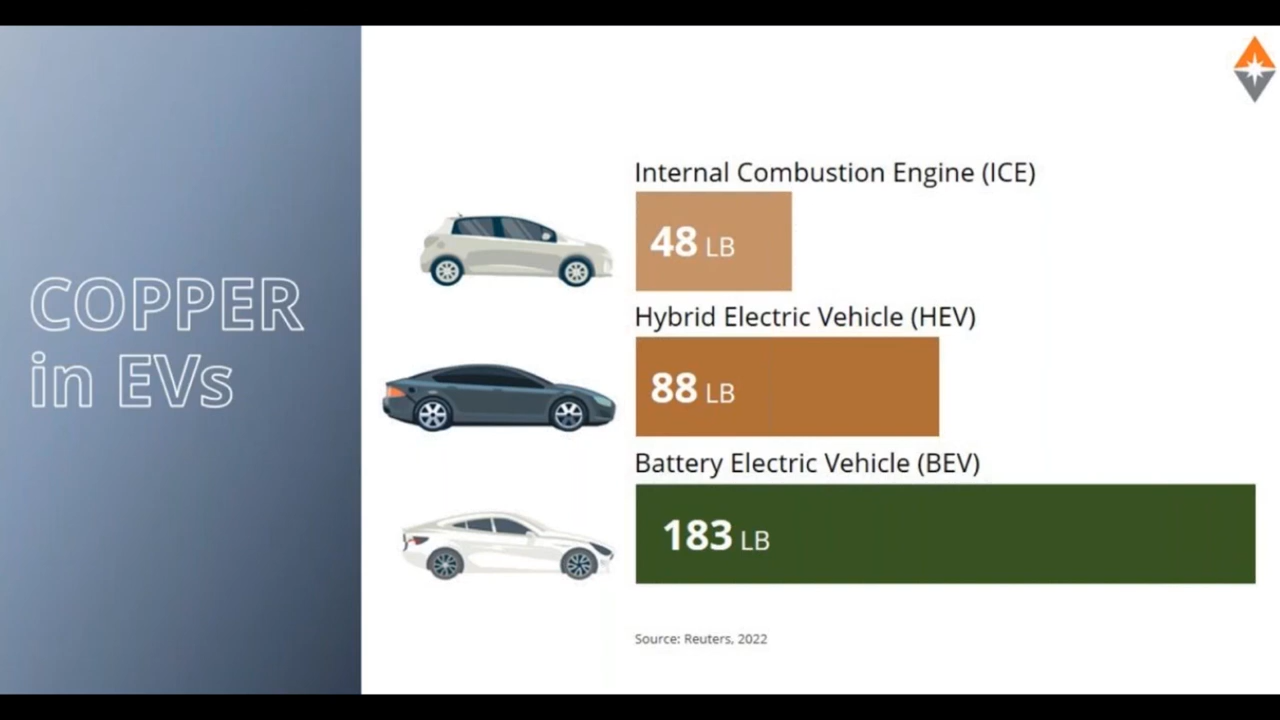 COPPER
in EVs
Internal Combustion Engine (ICE)
48 LB
Hybrid Electric Vehicle (HEV)
88 LB
Battery Electric Vehicle (BEV)
183 LB
Source: Reuters, 2022